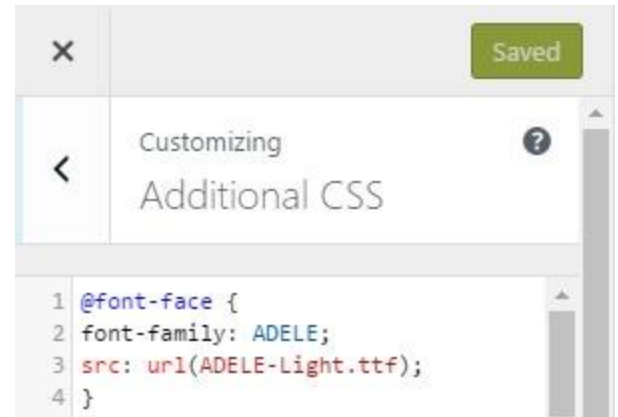 Saved
Customizing
Additional CSS
1 @font-face {
2 font-family: ADELE;
3 src: url(ADELE-Light.ttf);
4 }